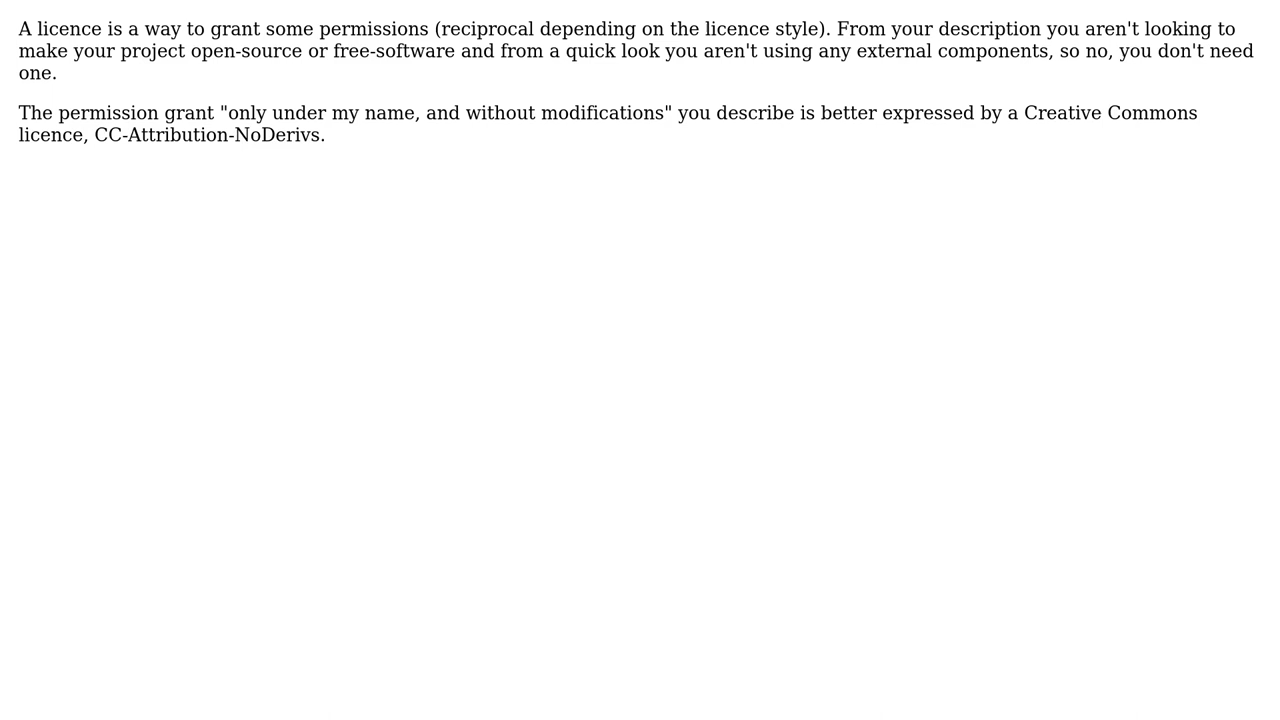 A licence is a way to grant some permissions (reciprocal depending on the licence style). From your description you aren't looking to
make your project open-source or free-software and from a quick look you aren't using any external components, so no, you don't need
one.
The permission grant "only under my name, and without modifications" you describe is better expressed by a Creative Commons
licence, CC-Attribution-NoDerivs.